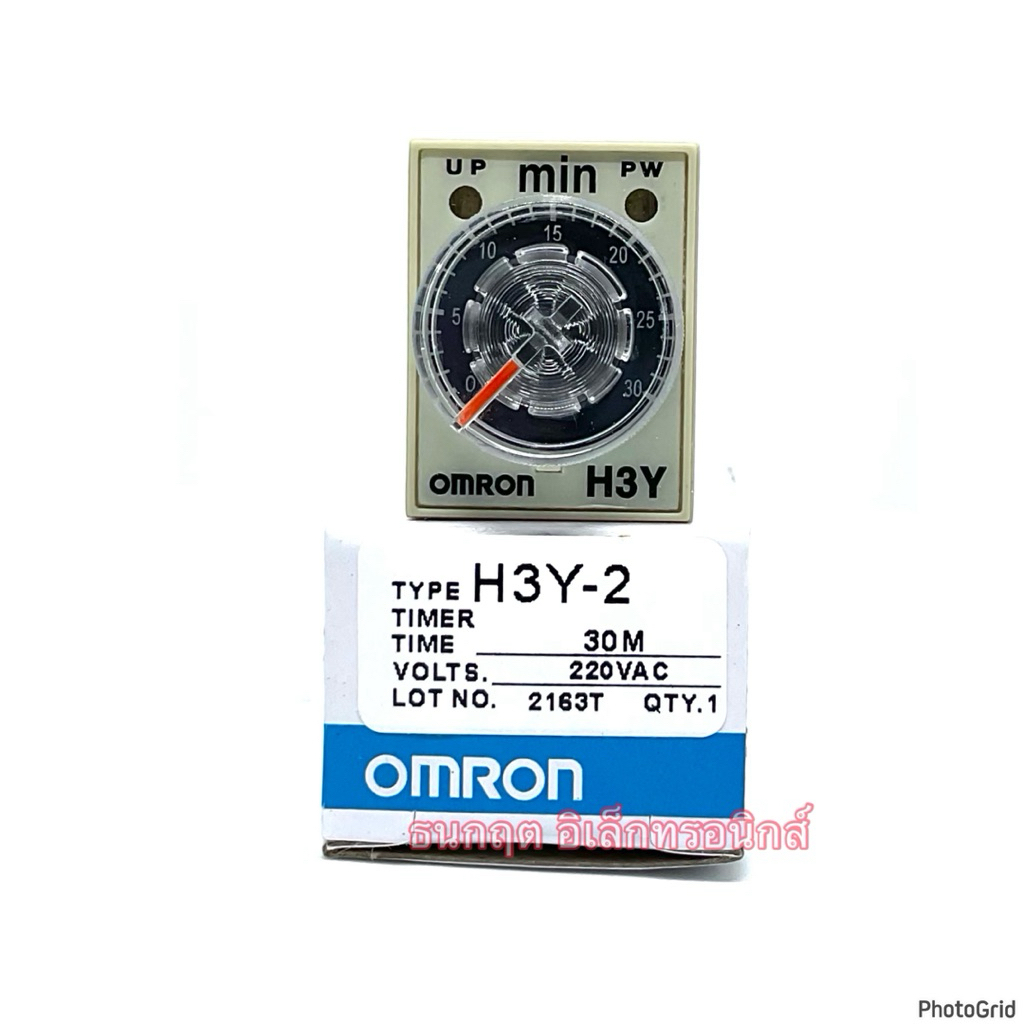 UP min PW
15
10 20
5 25
0 30
OMRON H3Y
TYPE H3Y-2
TIMER
TIME 30M
VOLTS. 220VAC
LOT NO. 2163T QTY.1
OMRON
ธนกฤต อิเล็กทรอนิกส์
PhotoGrid